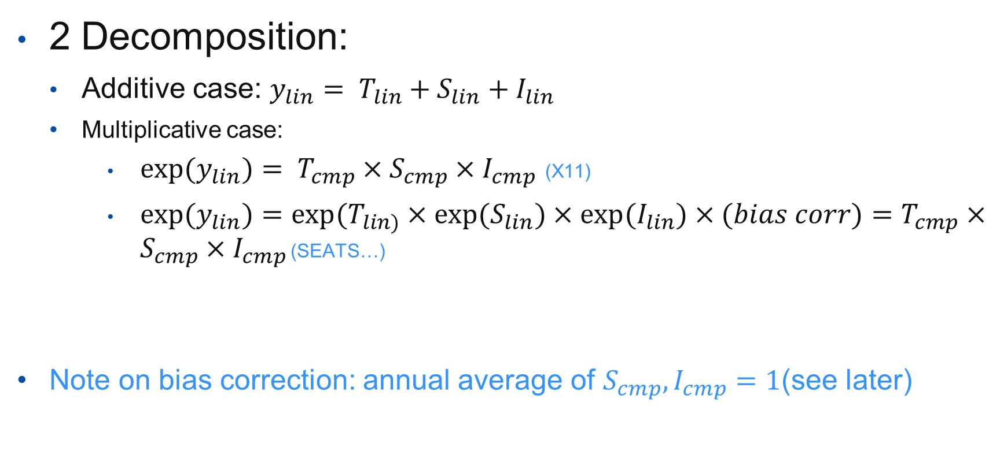 • 2 Decomposition:
• Additive case: $y_{lin} = T_{lin} + S_{lin} + I_{lin}$
• Multiplicative case:
• $\exp(y_{lin}) = T_{cmp} \times S_{cmp} \times I_{cmp}$ (X11)
• $\exp(y_{lin}) = \exp(T_{lin)} \times \exp(S_{lin}) \times \exp(I_{lin}) \times (bias\ corr) = T_{cmp} \times$
$S_{cmp} \times I_{cmp}$ (SEATS…)
• Note on bias correction: annual average of $S_{cmp}, I_{cmp} = 1$(see later)